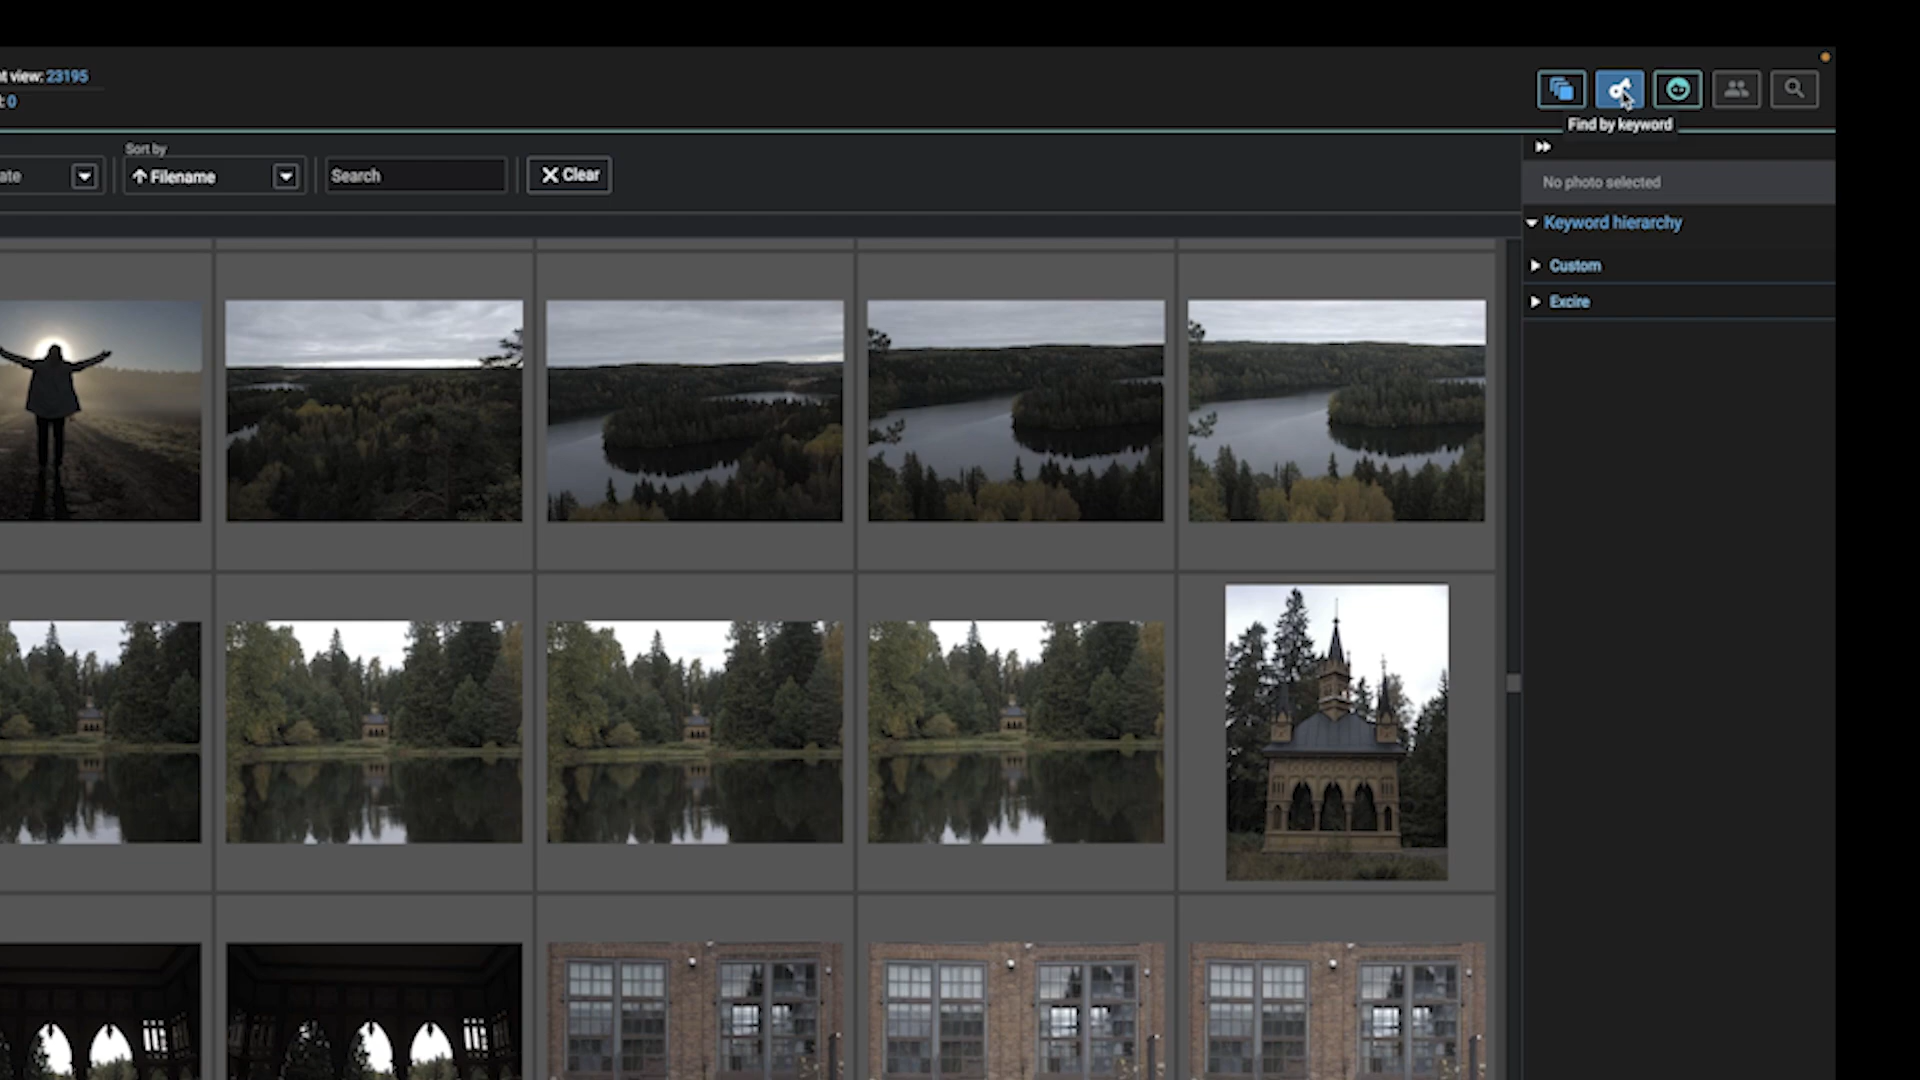 nt view: 23195
: 0
Find by keyword
Sort by
ate
Filename
Search
Clear
No photo selected
Keyword hierarchy
Custom
Excire